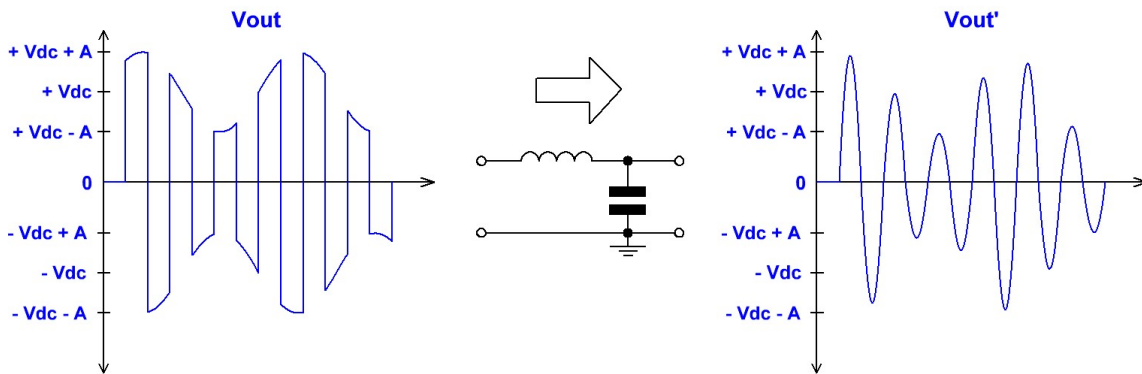 Vout
+ Vdc + A
+ Vdc
+ Vdc - A
0
- Vdc + A
- Vdc
- Vdc - A
Vout'
+ Vdc + A
+ Vdc
+ Vdc - A
0
- Vdc + A
- Vdc
- Vdc - A